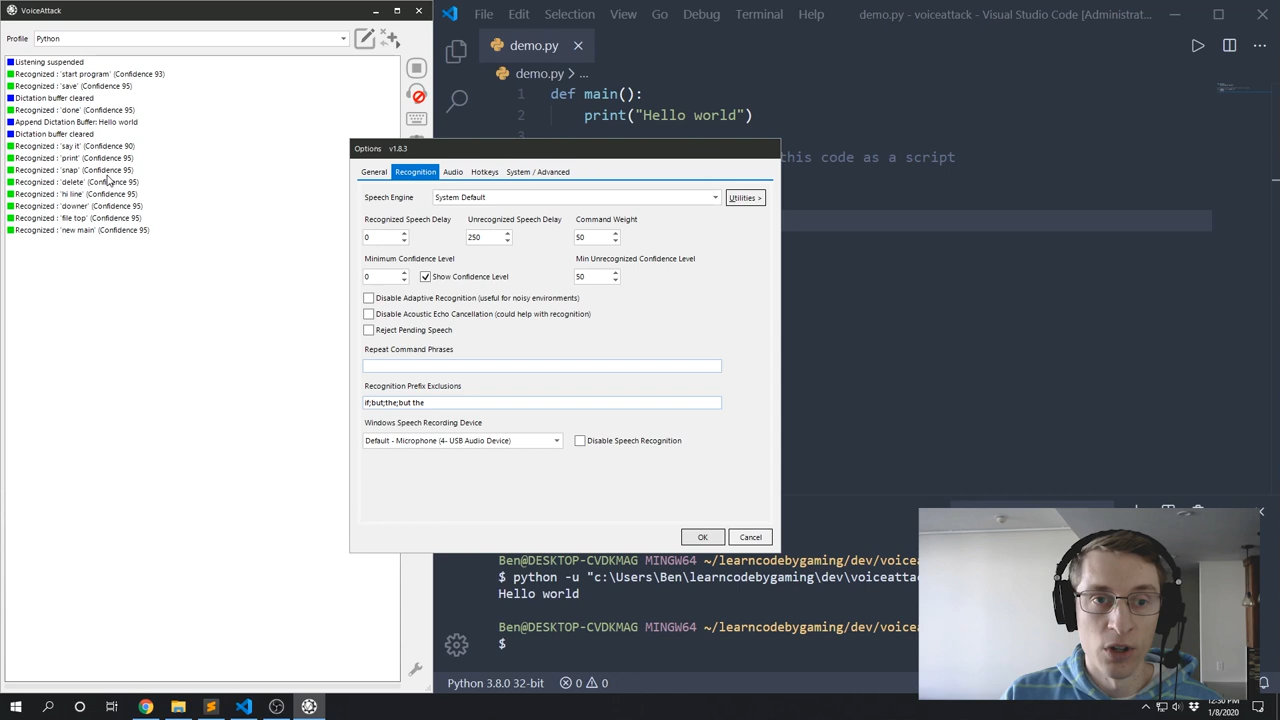 VoiceAttack
Profile
Python
Listening suspended
Recognized : 'start program' (Confidence 93)
Recognized : 'save' (Confidence 95)
Dictation buffer cleared
Recognized : 'done' (Confidence 95)
Append Dictation Buffer: Hello world
Dictation buffer cleared
Recognized : 'say it' (Confidence 90)
Recognized : 'print' (Confidence 95)
Recognized : 'snap' (Confidence 95)
Recognized : 'delete' (Confidence 95)
Recognized : 'hi line' (Confidence 95)
Recognized : 'downer' (Confidence 95)
Recognized : 'file top' (Confidence 95)
Recognized : 'new main' (Confidence 95)
File Edit Selection View Go Debug Terminal Help
demo.py - voiceattack - Visual Studio Code [Administrat...
demo.py
demo.py > ...
1 def main():
2 print("Hello world")
3
this code as a script
Options v1.8.3
General Recognition Audio Hotkeys System / Advanced
Speech Engine System Default Utilities >
Recognized Speech Delay Unrecognized Speech Delay Command Weight
0 250 50
Minimum Confidence Level Min Unrecognized Confidence Level
0 Show Confidence Level 50
Disable Adaptive Recognition (useful for noisy environments)
Disable Acoustic Echo Cancellation (could help with recognition)
Reject Pending Speech
Repeat Command Phrases
Recognition Prefix Exclusions
if;but;the;but the
Windows Speech Recording Device
Default - Microphone (4- USB Audio Device) Disable Speech Recognition
OK Cancel
Ben@DESKTOP-CVDKMAG MINGW64 ~/learncodebygaming/dev/voiceattac
$ python -u "c:\Users\Ben\learncodebygaming\dev\voiceattac
Hello world
Ben@DESKTOP-CVDKMAG MINGW64 ~/learncodebygaming/dev/voiceattac
$
Python 3.8.0 32-bit 0 0
12:30 PM
1/8/2020